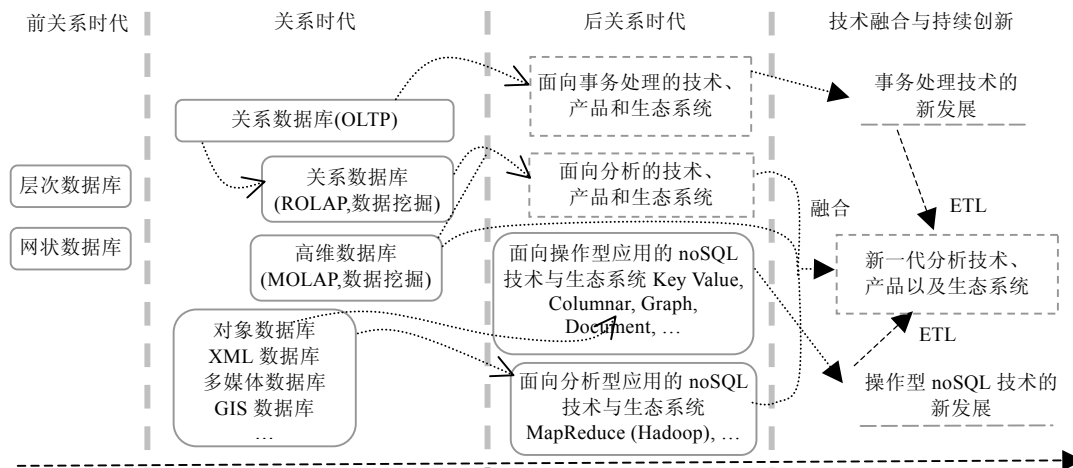 前关系时代
关系时代
后关系时代
技术融合与持续创新
层次数据库
网状数据库
关系数据库(OLTP)
关系数据库
(ROLAP,数据挖掘)
高维数据库
(MOLAP,数据挖掘)
对象数据库
XML 数据库
多媒体数据库
GIS 数据库
…
面向事务处理的技术、
产品和生态系统
面向分析的技术、
产品和生态系统
面向操作型应用的 noSQL
技术与生态系统 Key Value,
Columnar, Graph,
Document, …
面向分析型应用的 noSQL
技术与生态系统
MapReduce (Hadoop), …
事务处理技术的
新发展
ETL
融合
新一代分析技术、
产品以及生态系统
ETL
操作型 noSQL 技术的
新发展